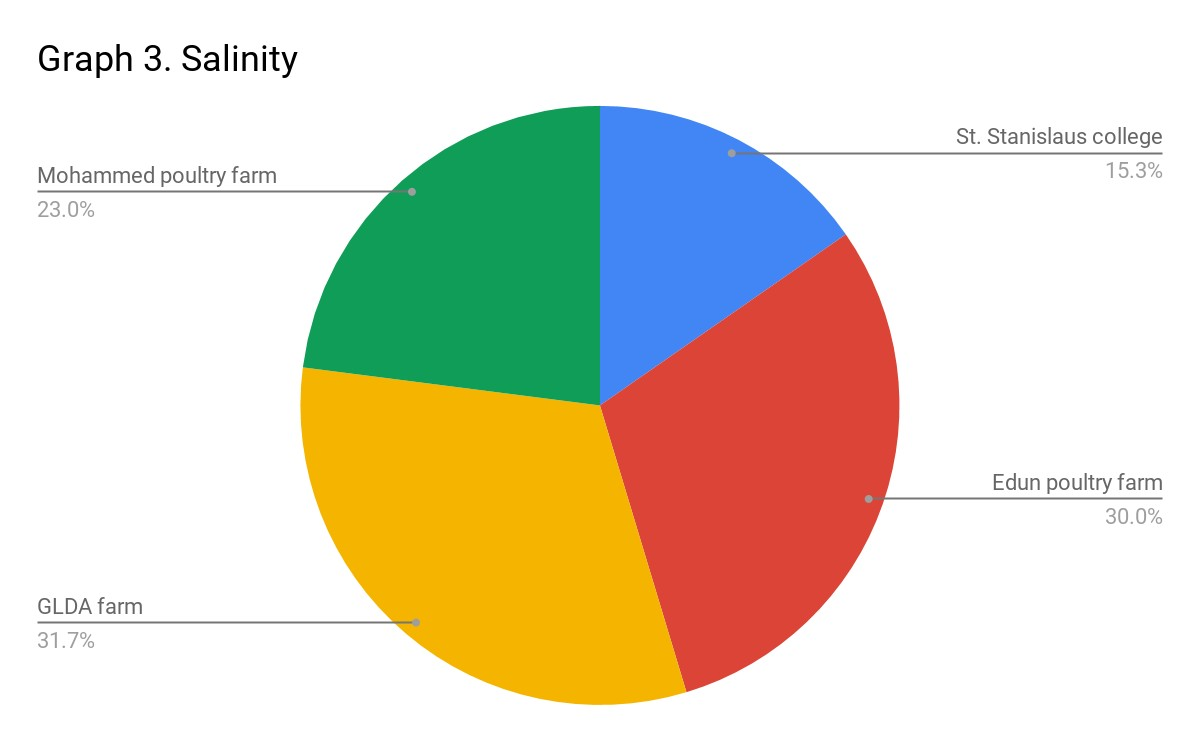 Graph 3. Salinity
St. Stanislaus college
15.3%
Mohammed poultry farm
23.0%
Edun poultry farm
30.0%
GLDA farm
31.7%